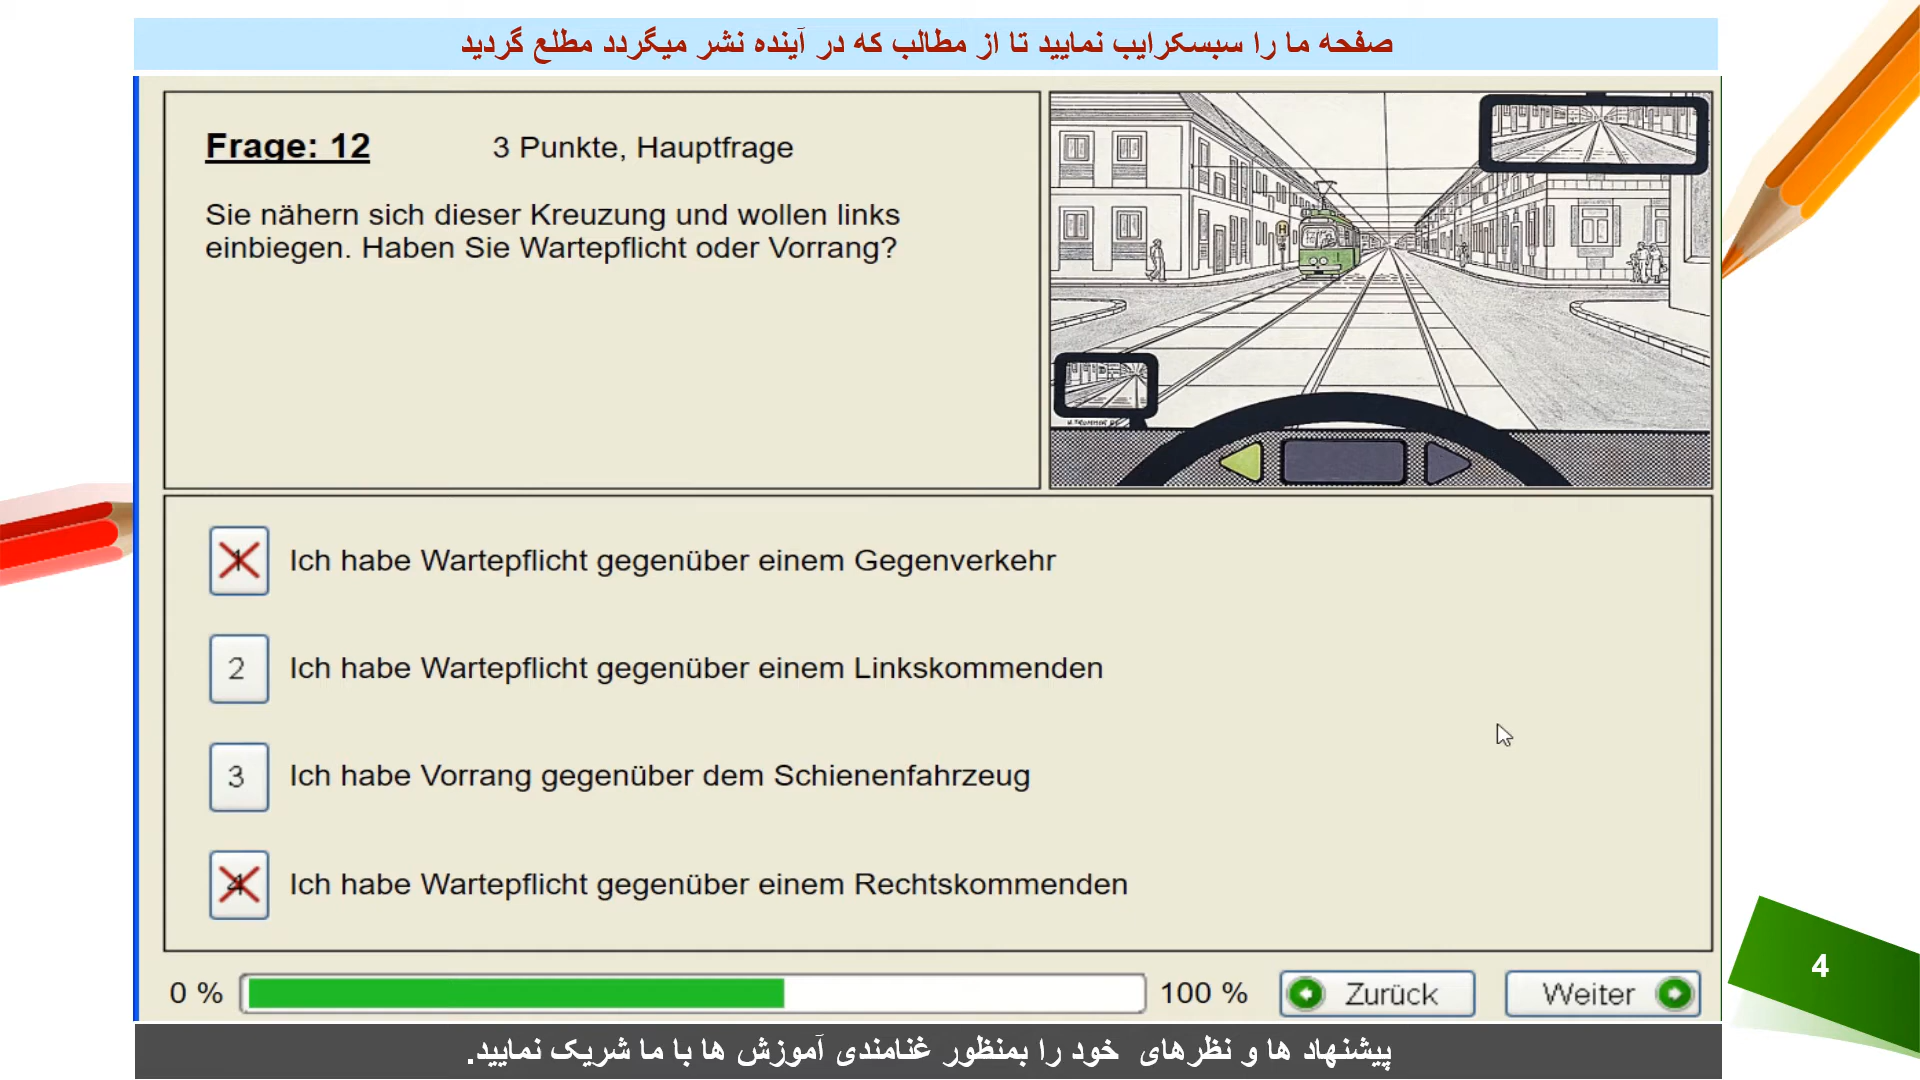 صفحه ما را سبسکرایب نمایید تا از مطالب که در آینده نشر میگردد مطلع گردید
Frage: 12
3 Punkte, Hauptfrage
Sie nähern sich dieser Kreuzung und wollen links
einbiegen. Haben Sie Wartepflicht oder Vorrang?
H
1 Ich habe Wartepflicht gegenüber einem Gegenverkehr
2 Ich habe Wartepflicht gegenüber einem Linkskommenden
3 Ich habe Vorrang gegenüber dem Schienenfahrzeug
4 Ich habe Wartepflicht gegenüber einem Rechtskommenden
0 %
100 %
Zurück
Weiter
4
پیشنهاد ها و نظرهای خود را بمنظور غنامندی آموزش ها با ما شریک نمایید.